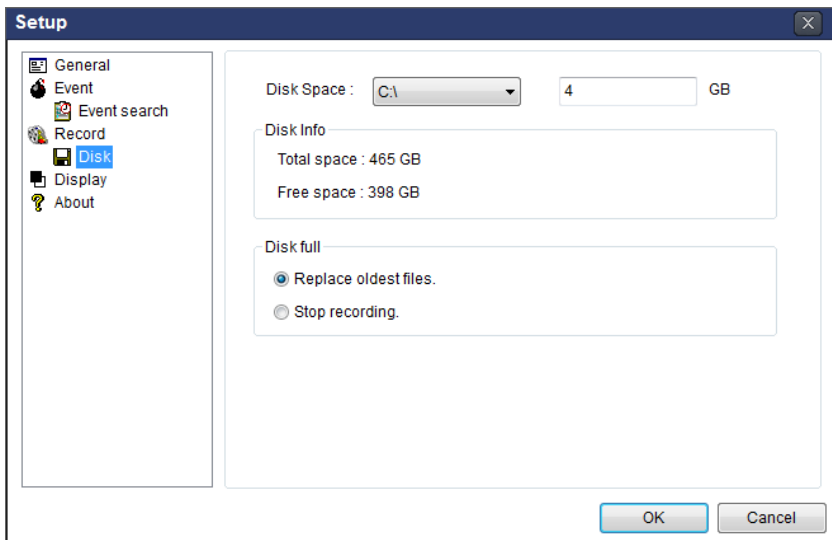 Setup
General
Event
Event search
Record
Disk
Display
About
Disk Space : C:\ 4 GB
Disk Info
Total space : 465 GB
Free space : 398 GB
Disk full
Replace oldest files.
Stop recording.
OK Cancel